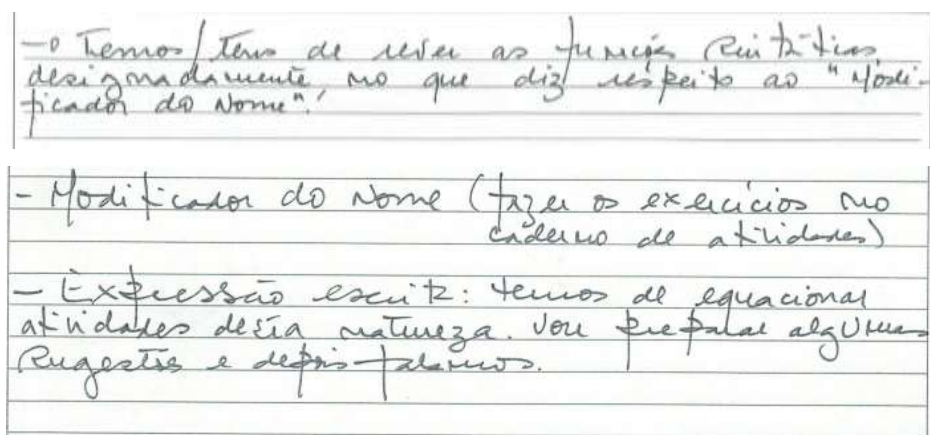 → Temos/tens de rever as funções sintáticas
designadamente no que diz respeito ao "Modi-
ficador do Nome".
- Modificador do Nome (fazer os exercícios no
caderno de atividades)
- Expressão escrita: temos de equacionar
atividades desta natureza. Vou preparar algumas
sugestões e depois falamos.